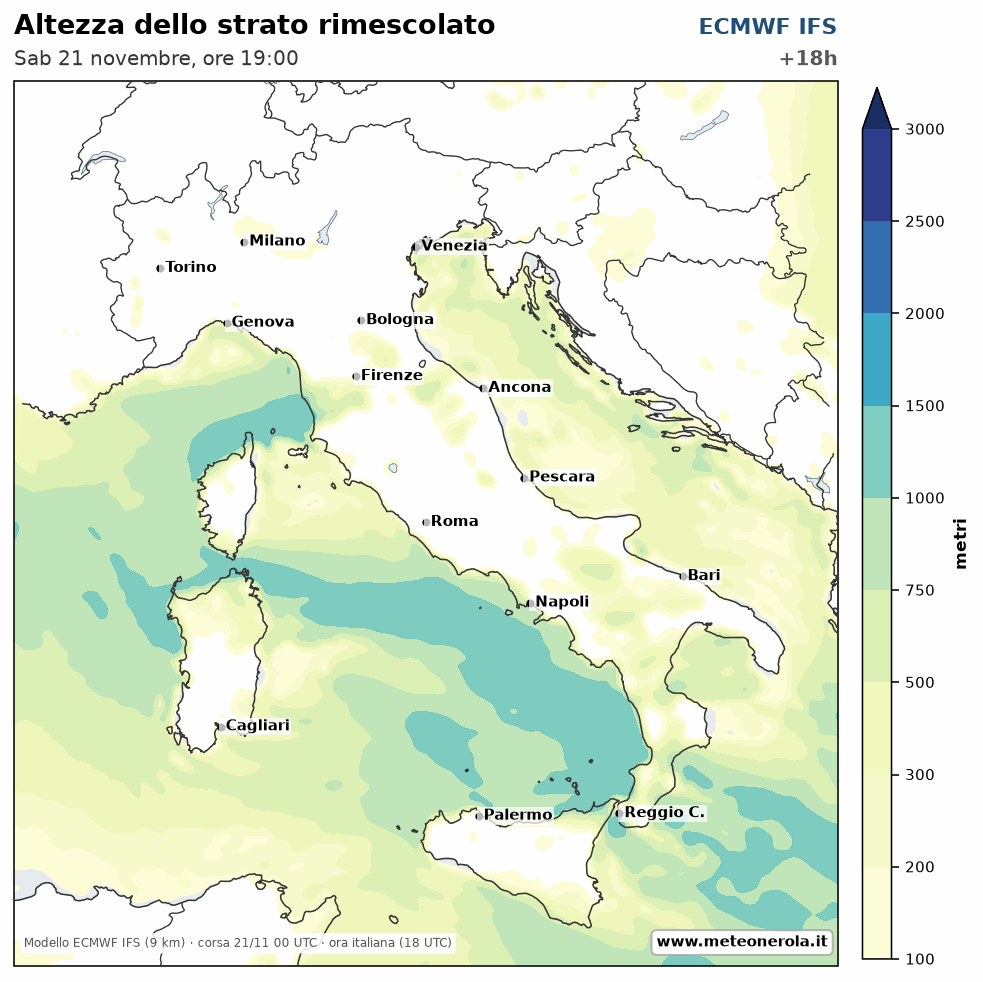 Altezza dello strato rimescolato
ECMWF IFS
Sab 21 novembre, ore 19:00
+18h
Milano
Venezia
Torino
Genova
Bologna
Firenze
Ancona
Pescara
Roma
Bari
Napoli
Cagliari
Palermo
Reggio C.
3000
2500
2000
1500
1000
750
500
300
200
100
metri
Modello ECMWF IFS (9 km) · corsa 21/11 00 UTC · ora italiana (18 UTC)
www.meteonerola.it